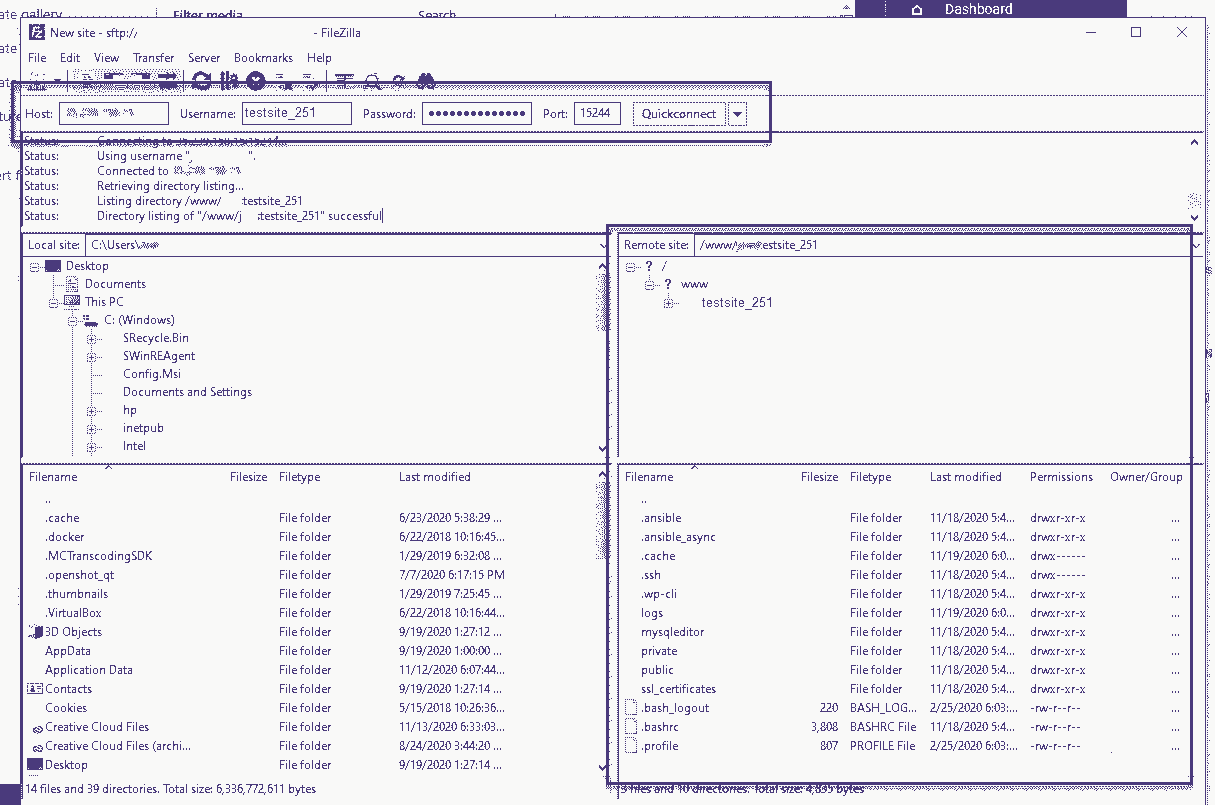 ate gallery Filter media Search Dashboard
New site - sftp:// - FileZilla
File Edit View Transfer Server Bookmarks Help
Host: Username: testsite_251 Password: •••••••••••••• Port: 15244 Quickconnect
Status: Connecting to
Status: Using username ", ".
Status: Connected to
Status: Retrieving directory listing...
Status: Listing directory /www/ :testsite_251
Status: Directory listing of "/www/j :testsite_251" successful
Local site: C:\Users\
Desktop
Documents
This PC
C: (Windows)
SRecycle.Bin
SWinREAgent
Config.Msi
Documents and Settings
hp
inetpub
Intel
Remote site: /www/ estsite_251
? /
? www
testsite_251
Filename Filesize Filetype Last modified
..
.cache File folder 6/23/2020 5:38:29 ...
.docker File folder 6/22/2018 10:16:45...
.MCTranscodingSDK File folder 1/29/2019 6:32:08 ...
.openshot_qt File folder 7/7/2020 6:17:15 PM
.thumbnails File folder 1/29/2019 7:25:45 ...
.VirtualBox File folder 6/22/2018 10:16:44...
3D Objects File folder 9/19/2020 1:27:12 ...
AppData File folder 9/19/2020 1:00:00 ...
Application Data File folder 11/12/2020 6:07:44...
Contacts File folder 9/19/2020 1:27:14 ...
Cookies File folder 5/15/2018 10:26:36...
Creative Cloud Files File folder 11/13/2020 6:33:03...
Creative Cloud Files (archi... File folder 8/24/2020 3:44:20 ...
Desktop File folder 9/19/2020 1:27:14 ...
14 files and 39 directories. Total size: 6,336,772,611 bytes
Filename Filesize Filetype Last modified Permissions Owner/Group
..
.ansible File folder 11/18/2020 5:4... drwxr-xr-x ...
.ansible_async File folder 11/18/2020 5:4... drwxr-xr-x ...
.cache File folder 11/19/2020 6:0... drwx------ ...
.ssh File folder 11/18/2020 5:4... drwx------ ...
.wp-cli File folder 11/18/2020 5:4... drwxr-xr-x ...
logs File folder 11/19/2020 6:0... drwxr-xr-x ...
mysqleditor File folder 11/18/2020 5:4... drwxr-xr-x ...
private File folder 11/18/2020 5:4... drwxr-xr-x ...
public File folder 11/18/2020 5:4... drwxr-xr-x ...
ssl_certificates File folder 11/18/2020 5:4... drwxr-xr-x ...
.bash_logout 220 BASH_LOG... 2/25/2020 6:03:... -rw-r--r-- ...
.bashrc 3,808 BASHRC File 11/18/2020 5:4... -rw-r--r-- ...
.profile 807 PROFILE File 2/25/2020 6:03:... -rw-r--r-- ...
3 files and 10 directories. Total size: 4,835 bytes